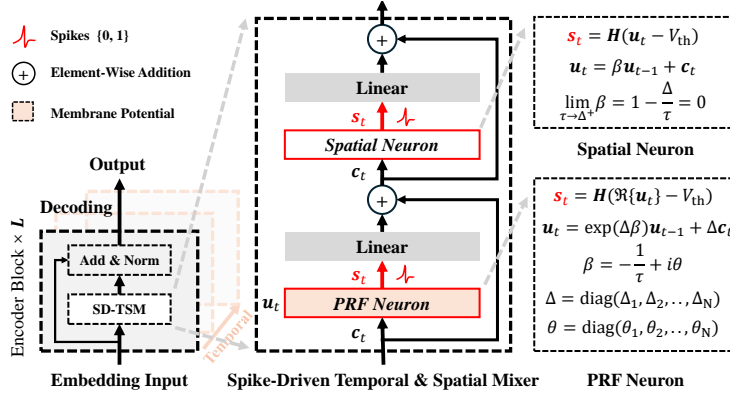 Spikes {0, 1}
+
Element-Wise Addition
Membrane Potential
Output
Decoding
Add & Norm
SD-TSM
Encoder Block × L
Temporal
Embedding Input
+
Linear
s_t
Spatial Neuron
c_t
+
Linear
s_t
u_t
PRF Neuron
c_t
Spike-Driven Temporal & Spatial Mixer
s_t = H(u_t − V_th)
u_t = βu_{t−1} + c_t
lim_{τ→Δ⁺} β = 1 − Δ/τ = 0
Spatial Neuron
s_t = H(ℜ{u_t} − V_th)
u_t = exp(Δβ)u_{t−1} + Δc_t
β = −1/τ + iθ
Δ = diag(Δ_1, Δ_2, . . , Δ_N)
θ = diag(θ_1, θ_2, . . , θ_N)
PRF Neuron